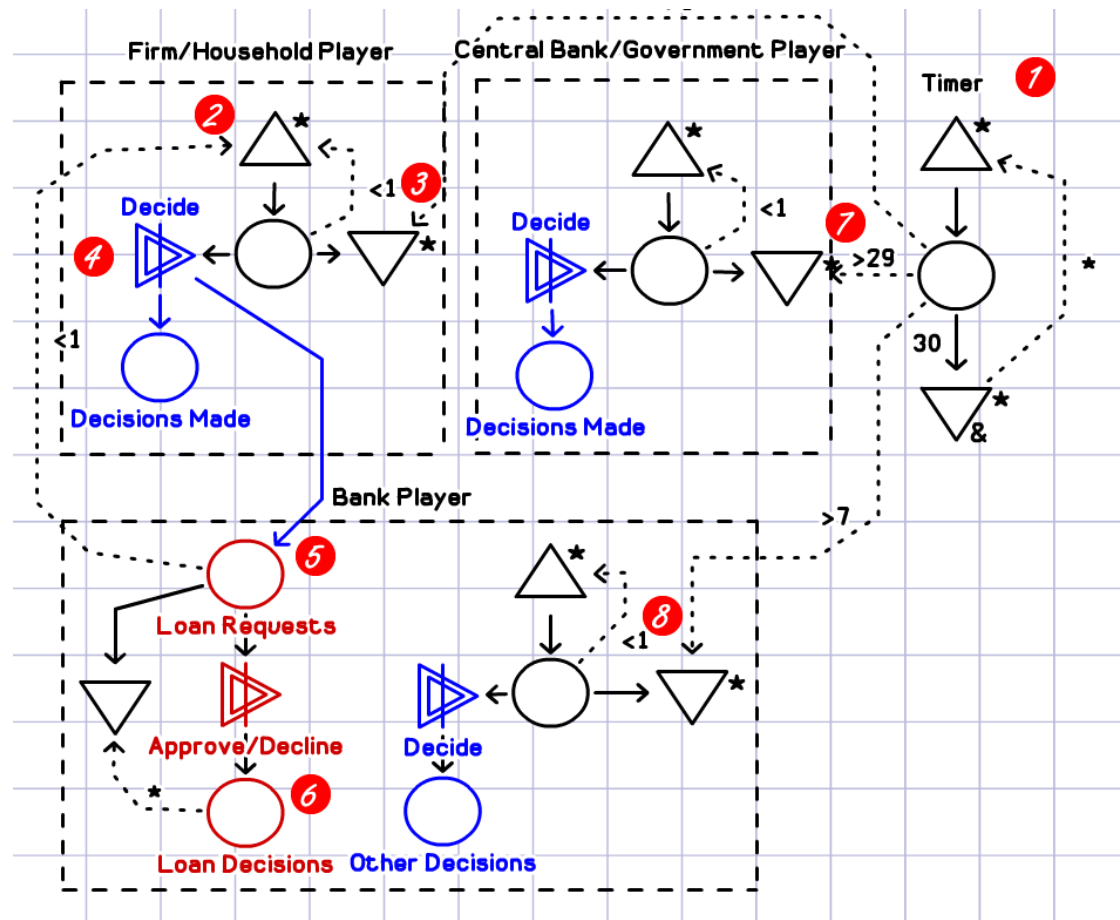 Firm/Household Player
Central Bank/Government Player
Timer
1
2
*
*
*
<1
3
<1
Decide
*
Decide
4
7
*
>29
*
<1
30
*
&
Decisions Made
Decisions Made
Bank Player
>7
5
*
Loan Requests
<1
8
*
Approve/Decline
Decide
*
6
Loan Decisions
Other Decisions